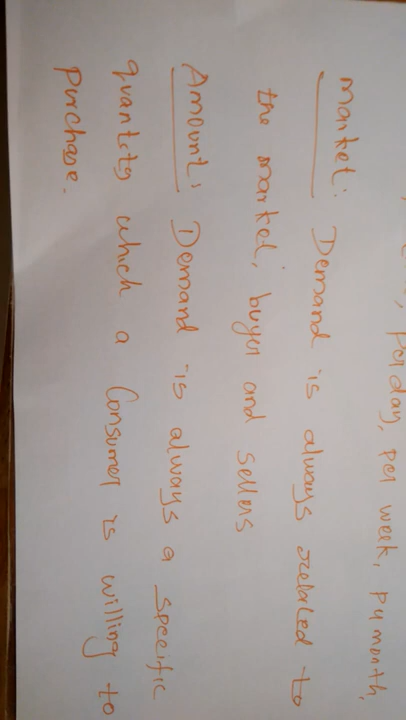 per day, per week, per month,
market: Demand is always related to
the market, buyer and sellers
Amount: Demand is always a specific
quantity which a Consumer is willing to
purchase.